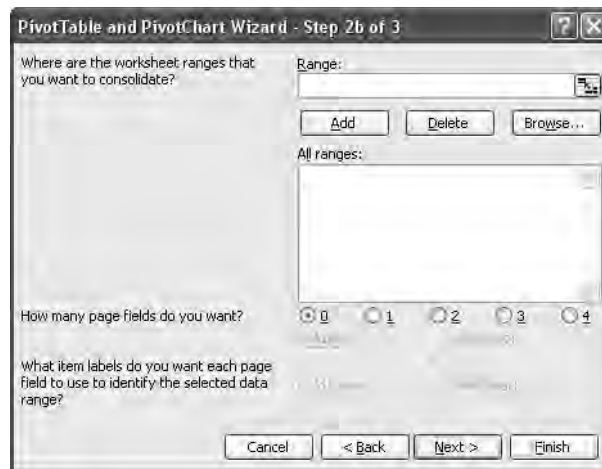 PivotTable and PivotChart Wizard - Step 2b of 3
Where are the worksheet ranges that
you want to consolidate?
Range:
Add Delete Browse...
All ranges:
How many page fields do you want?
0 1 2 3 4
What item labels do you want each page
field to use to identify the selected data
range?
Cancel < Back Next > Finish